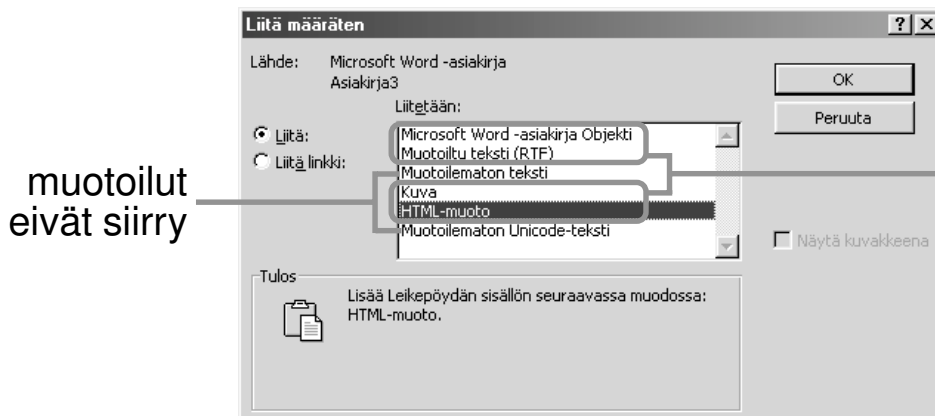 Liitä määräten
Lähde: Microsoft Word -asiakirja
Asiakirja3
Liitetään:
Liitä:
Liitä linkki:
Microsoft Word -asiakirja Objekti
Muotoiltu teksti (RTF)
Muotoilematon teksti
Kuva
HTML-muoto
Muotoilematon Unicode-teksti
OK
Peruuta
Näytä kuvakkeena
muotoilut
eivät siirry
Tulos
Lisää Leikepöydän sisällön seuraavassa muodossa:
HTML-muoto.